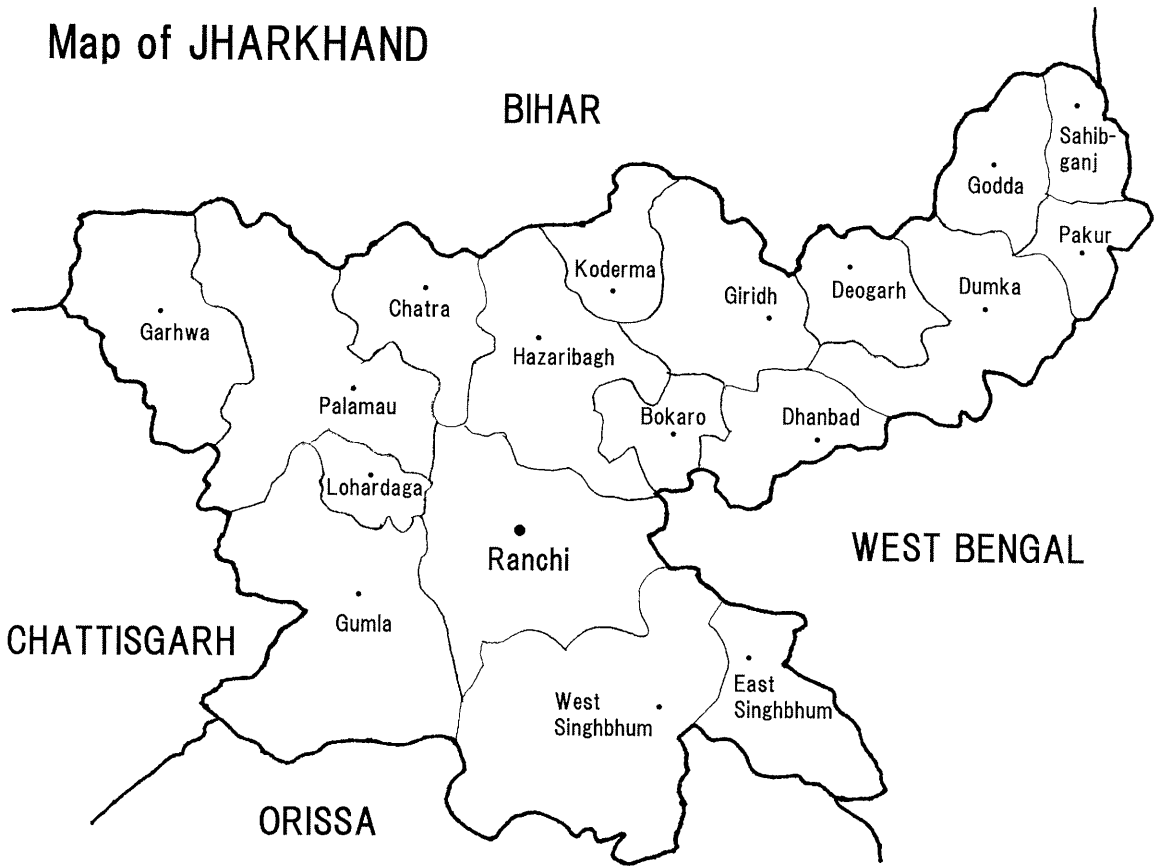 Map of JHARKHAND
BIHAR
Sahib-
ganj
Godda
Pakur
Koderma
Deogarh
Dumka
Giridh
Chatra
Garhwa
Hazaribagh
Palamau
Bokaro
Dhanbad
Lohardaga
Ranchi
WEST BENGAL
Gumla
CHATTISGARH
West
Singhbhum
East
Singhbhum
ORISSA